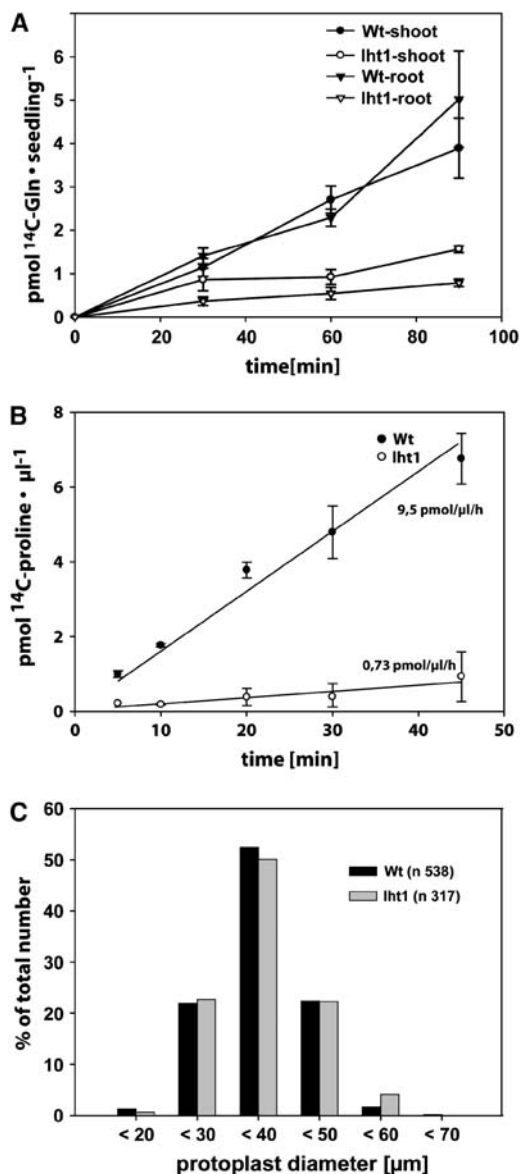 A
Wt-shoot
lht1-shoot
Wt-root
lht1-root
pmol ¹⁴C-Gln • seedling⁻¹
6
5
4
3
2
1
0
0 20 40 60 80 100
time[min]
B
Wt
lht1
9,5 pmol/µl/h
0,73 pmol/µl/h
pmol ¹⁴C-proline • µl⁻¹
8
6
4
2
0
0 10 20 30 40 50
time [min]
C
Wt (n 538)
lht1 (n 317)
% of total number
60
50
40
30
20
10
0
< 20 < 30 < 40 < 50 < 60 < 70
protoplast diameter [µm]